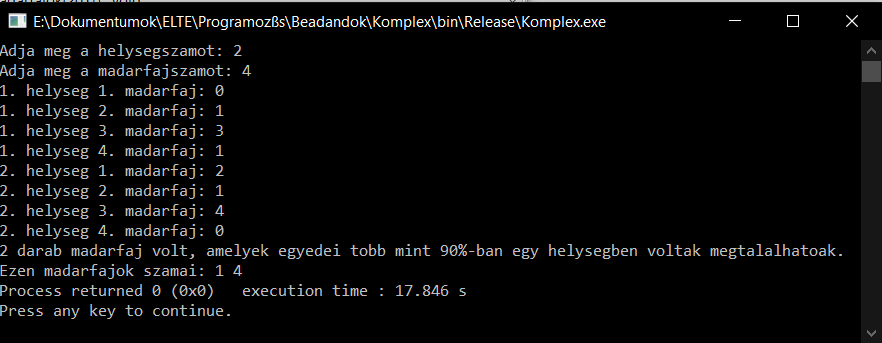 E:\Dokumentumok\ELTE\Programozßs\Beadandok\Komplex\bin\Release\Komplex.exe
Adja meg a helysegszamot: 2
Adja meg a madarfajszamot: 4
1. helyseg 1. madarfaj: 0
1. helyseg 2. madarfaj: 1
1. helyseg 3. madarfaj: 3
1. helyseg 4. madarfaj: 1
2. helyseg 1. madarfaj: 2
2. helyseg 2. madarfaj: 1
2. helyseg 3. madarfaj: 4
2. helyseg 4. madarfaj: 0
2 darab madarfaj volt, amelyek egyedei tobb mint 90%-ban egy helysegben voltak megtalalhatoak.
Ezen madarfajok szamai: 1 4
Process returned 0 (0x0)   execution time : 17.846 s
Press any key to continue.